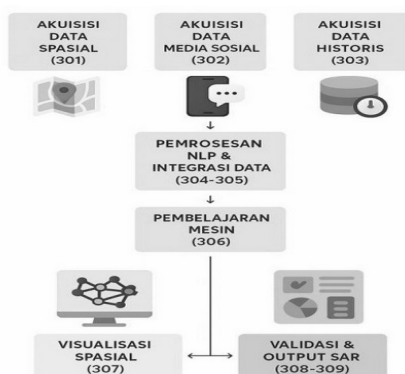 AKUISISI
DATA
SPASIAL
(301)
AKUISISI
DATA
MEDIA SOSIAL
(302)
AKUISISI
DATA
HISTORIS
(303)
PEMROSESAN
NLP &
INTEGRASI DATA
(304-305)
PEMBELAJARAN
MESIN
(306)
VISUALISASI
SPASIAL
(307)
VALIDASI &
OUTPUT SAR
(308-309)